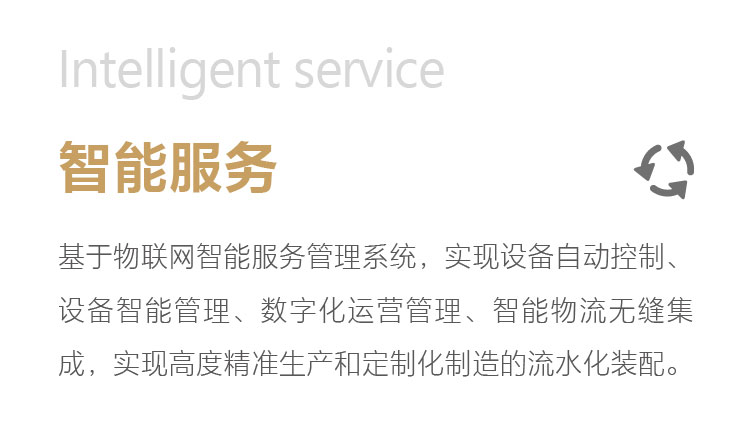 Intelligent service
智能服务
基于物联网智能服务管理系统，实现设备自动控制、
设备智能管理、数字化运营管理、智能物流无缝集
成，实现高度精准生产和定制化制造的流水化装配。